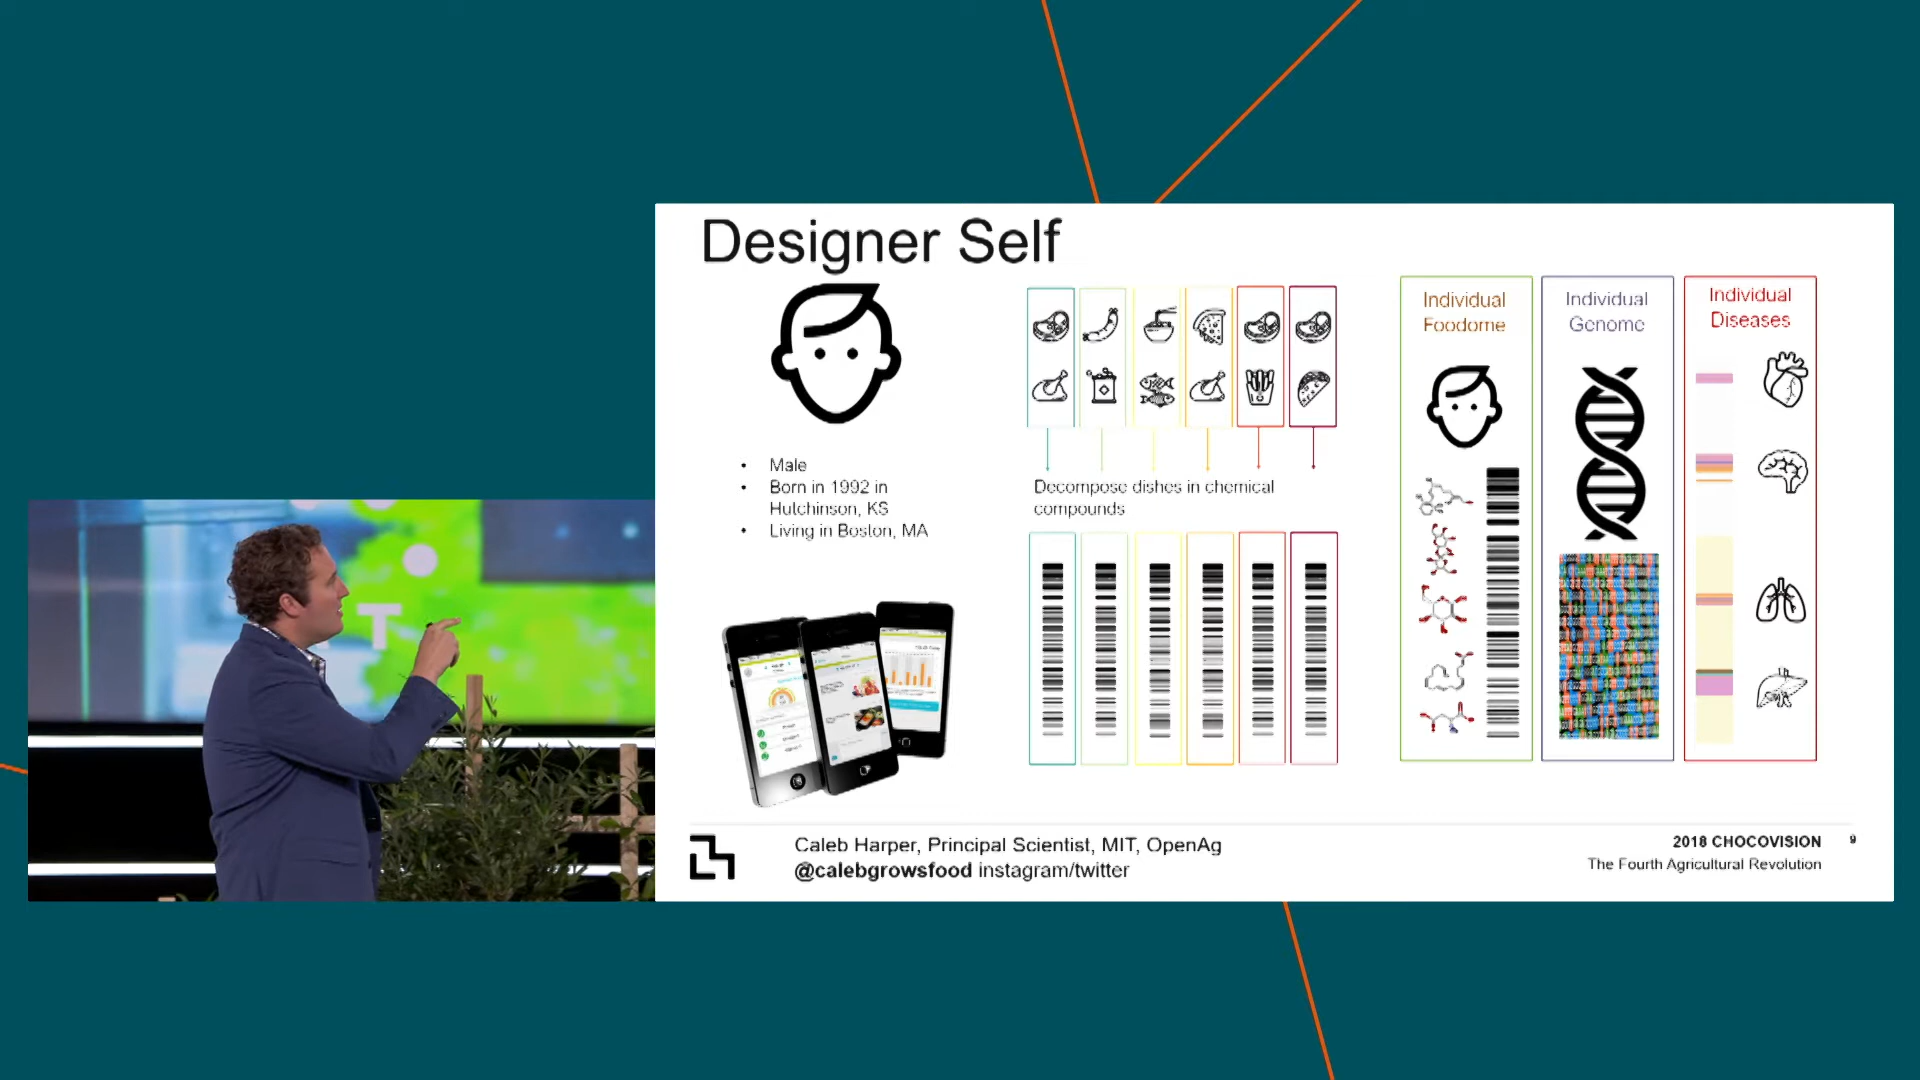 Designer Self
• Male
• Born in 1992 in
Hutchinson, KS
• Living in Boston, MA
Decompose dishes in chemical
compounds
Individual
Foodome
Individual
Genome
Individual
Diseases
T
Caleb Harper, Principal Scientist, MIT, OpenAg
@calebgrowsfood instagram/twitter
2018 CHOCOVISION 9
The Fourth Agricultural Revolution